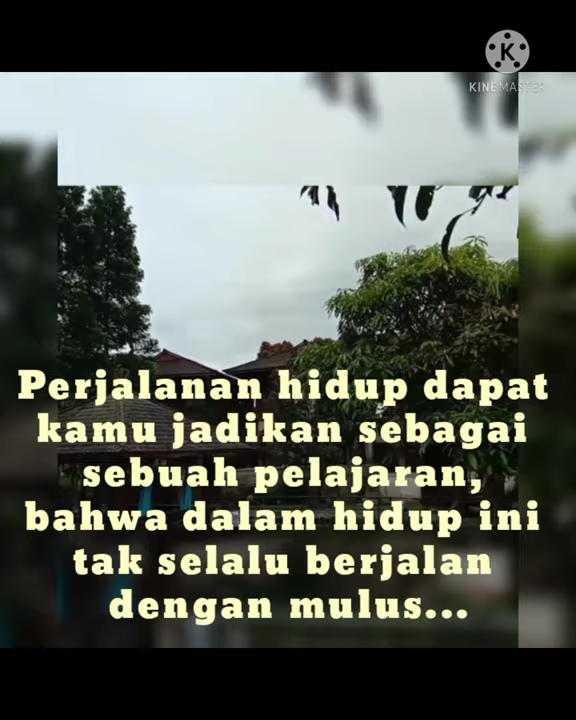 K
KINEMASTER
Perjalanan hidup dapat
kamu jadikan sebagai
sebuah pelajaran,
bahwa dalam hidup ini
tak selalu berjalan
dengan mulus...